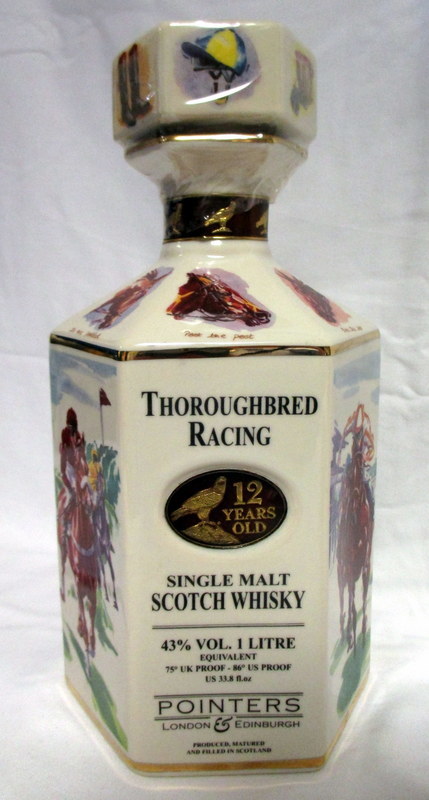 THOROUGHBRED
RACING
12
YEARS
OLD
SINGLE MALT
SCOTCH WHISKY
43% VOL. 1 LITRE
EQUIVALENT
75° UK PROOF - 86° US PROOF
US 33.8 fl.oz
POINTERS
LONDON & EDINBURGH
PRODUCED, MATURED
AND FILLED IN SCOTLAND